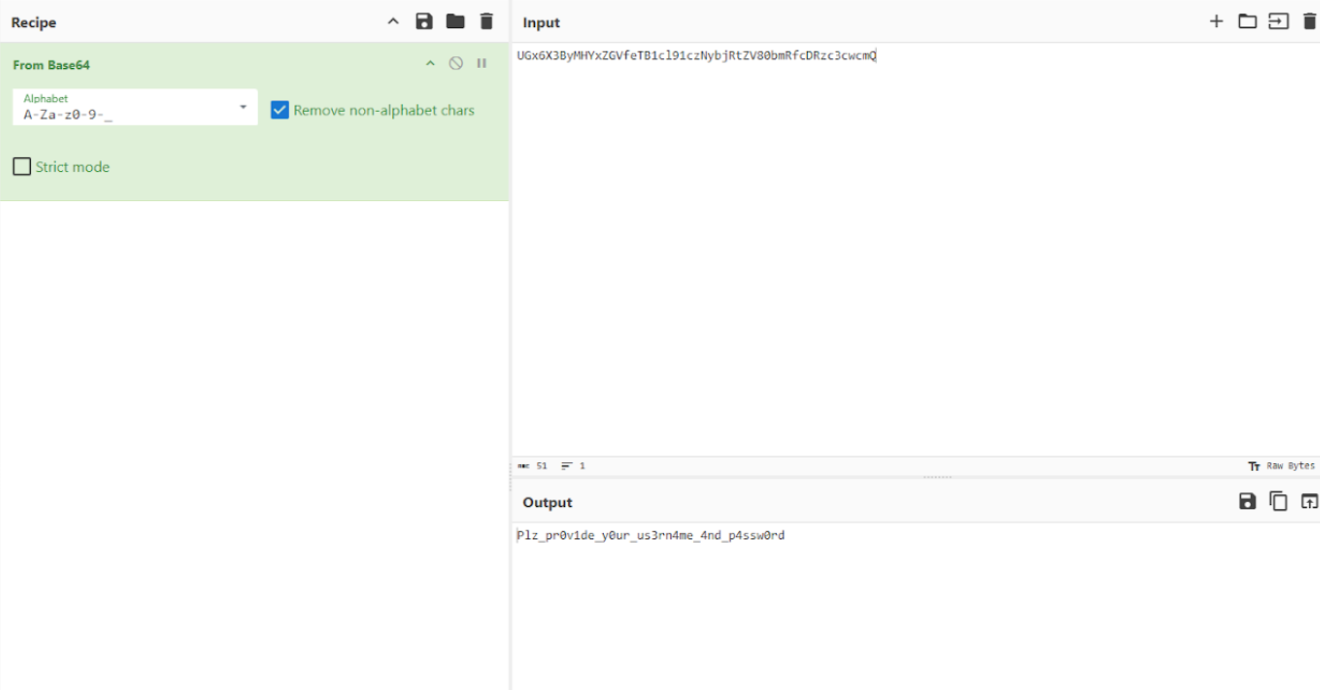 Recipe
From Base64
Alphabet
A-Za-z0-9-_
Remove non-alphabet chars
Strict mode
Input
UGx6X3ByMHYxZGVfeTB1cl91czNybjRtZV80bmRfcDRzc3cwcmQ
51 1
Tт Raw Bytes
Output
Plz_pr0v1de_y0ur_us3rn4me_4nd_p4ssw0rd